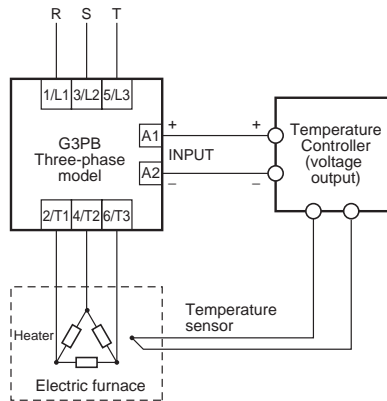 R S T
1/L1 3/L2 5/L3
G3PB
Three-phase
model
A1
+
+
INPUT
A2
–
–
Temperature
Controller
(voltage
output)
2/T1 4/T2 6/T3
Heater
Temperature
sensor
Electric furnace